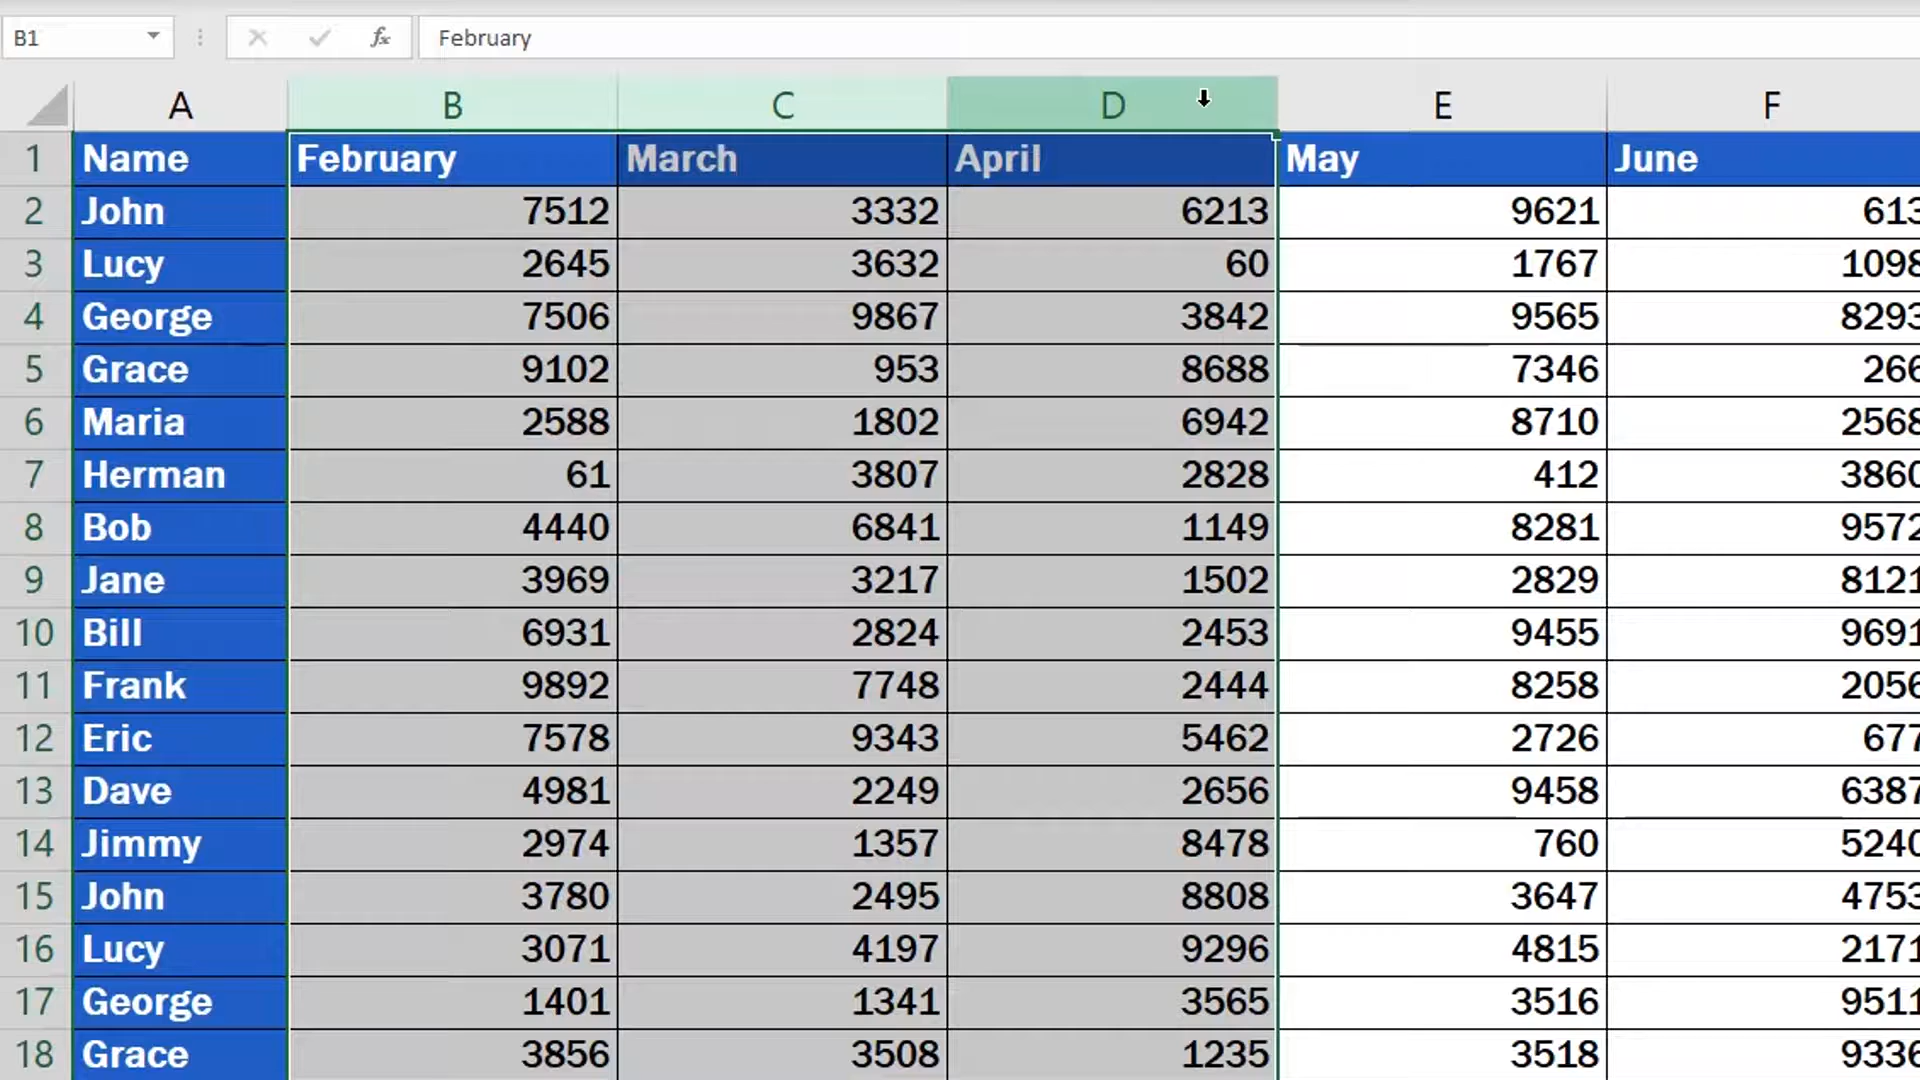 B1 fx February
A B C D E F
1 Name February March April May June
2 John 7512 3332 6213 9621 613
3 Lucy 2645 3632 60 1767 1098
4 George 7506 9867 3842 9565 8293
5 Grace 9102 953 8688 7346 266
6 Maria 2588 1802 6942 8710 2568
7 Herman 61 3807 2828 412 3860
8 Bob 4440 6841 1149 8281 9572
9 Jane 3969 3217 1502 2829 8121
10 Bill 6931 2824 2453 9455 9691
11 Frank 9892 7748 2444 8258 2056
12 Eric 7578 9343 5462 2726 677
13 Dave 4981 2249 2656 9458 6387
14 Jimmy 2974 1357 8478 760 5240
15 John 3780 2495 8808 3647 4753
16 Lucy 3071 4197 9296 4815 2171
17 George 1401 1341 3565 3516 9511
18 Grace 3856 3508 1235 3518 9336